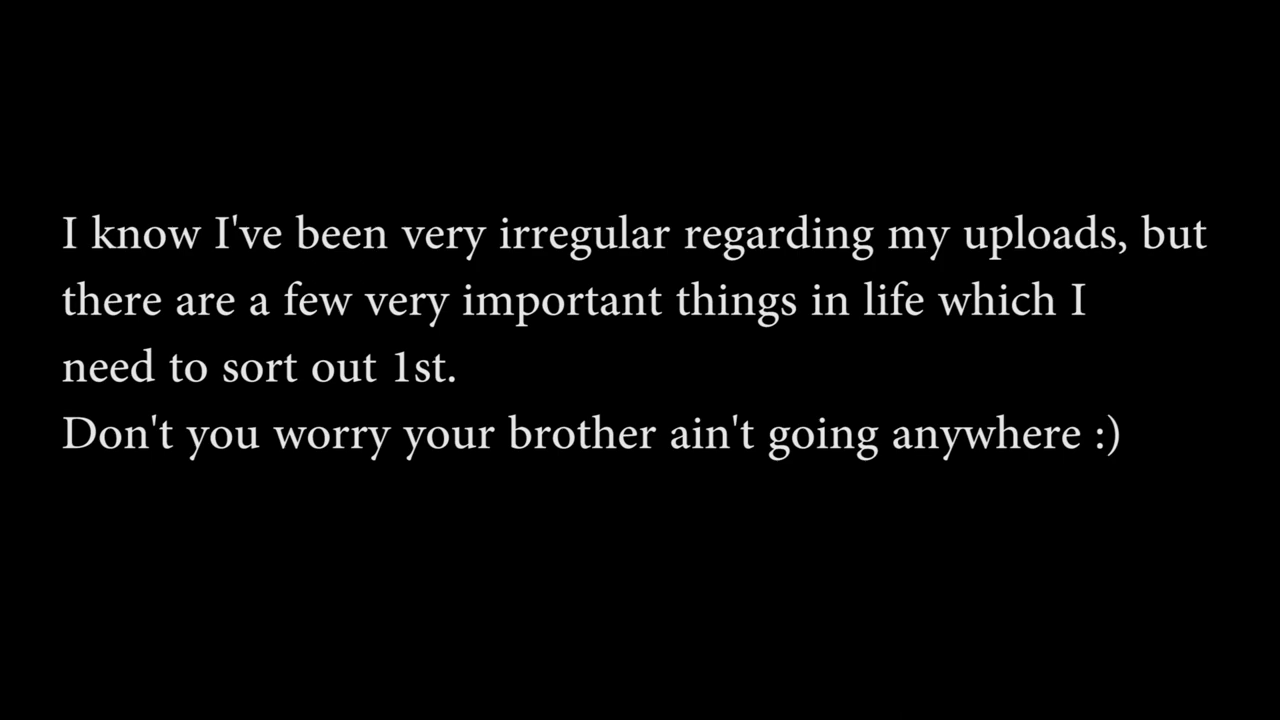 I know I've been very irregular regarding my uploads, but
there are a few very important things in life which I
need to sort out 1st.
Don't you worry your brother ain't going anywhere :)